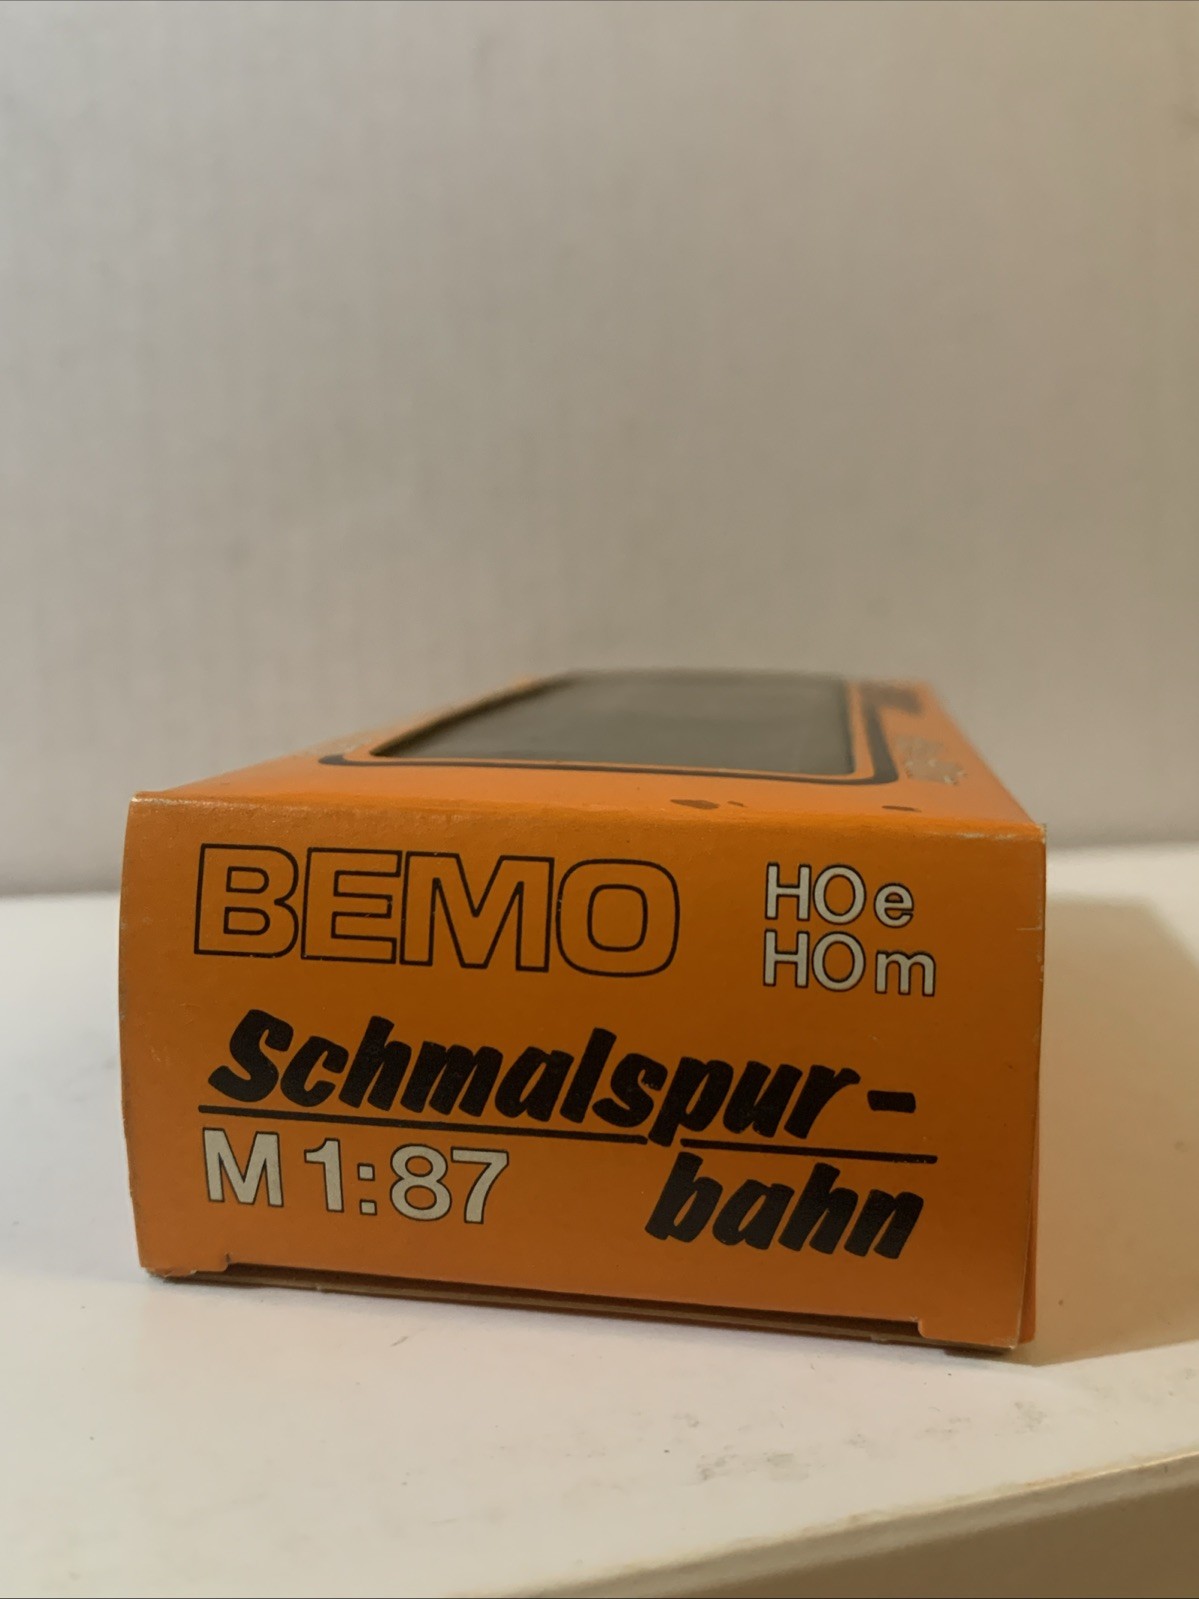 BEMO
HOe
HOm
Schmalspur-
bahn
M 1:87